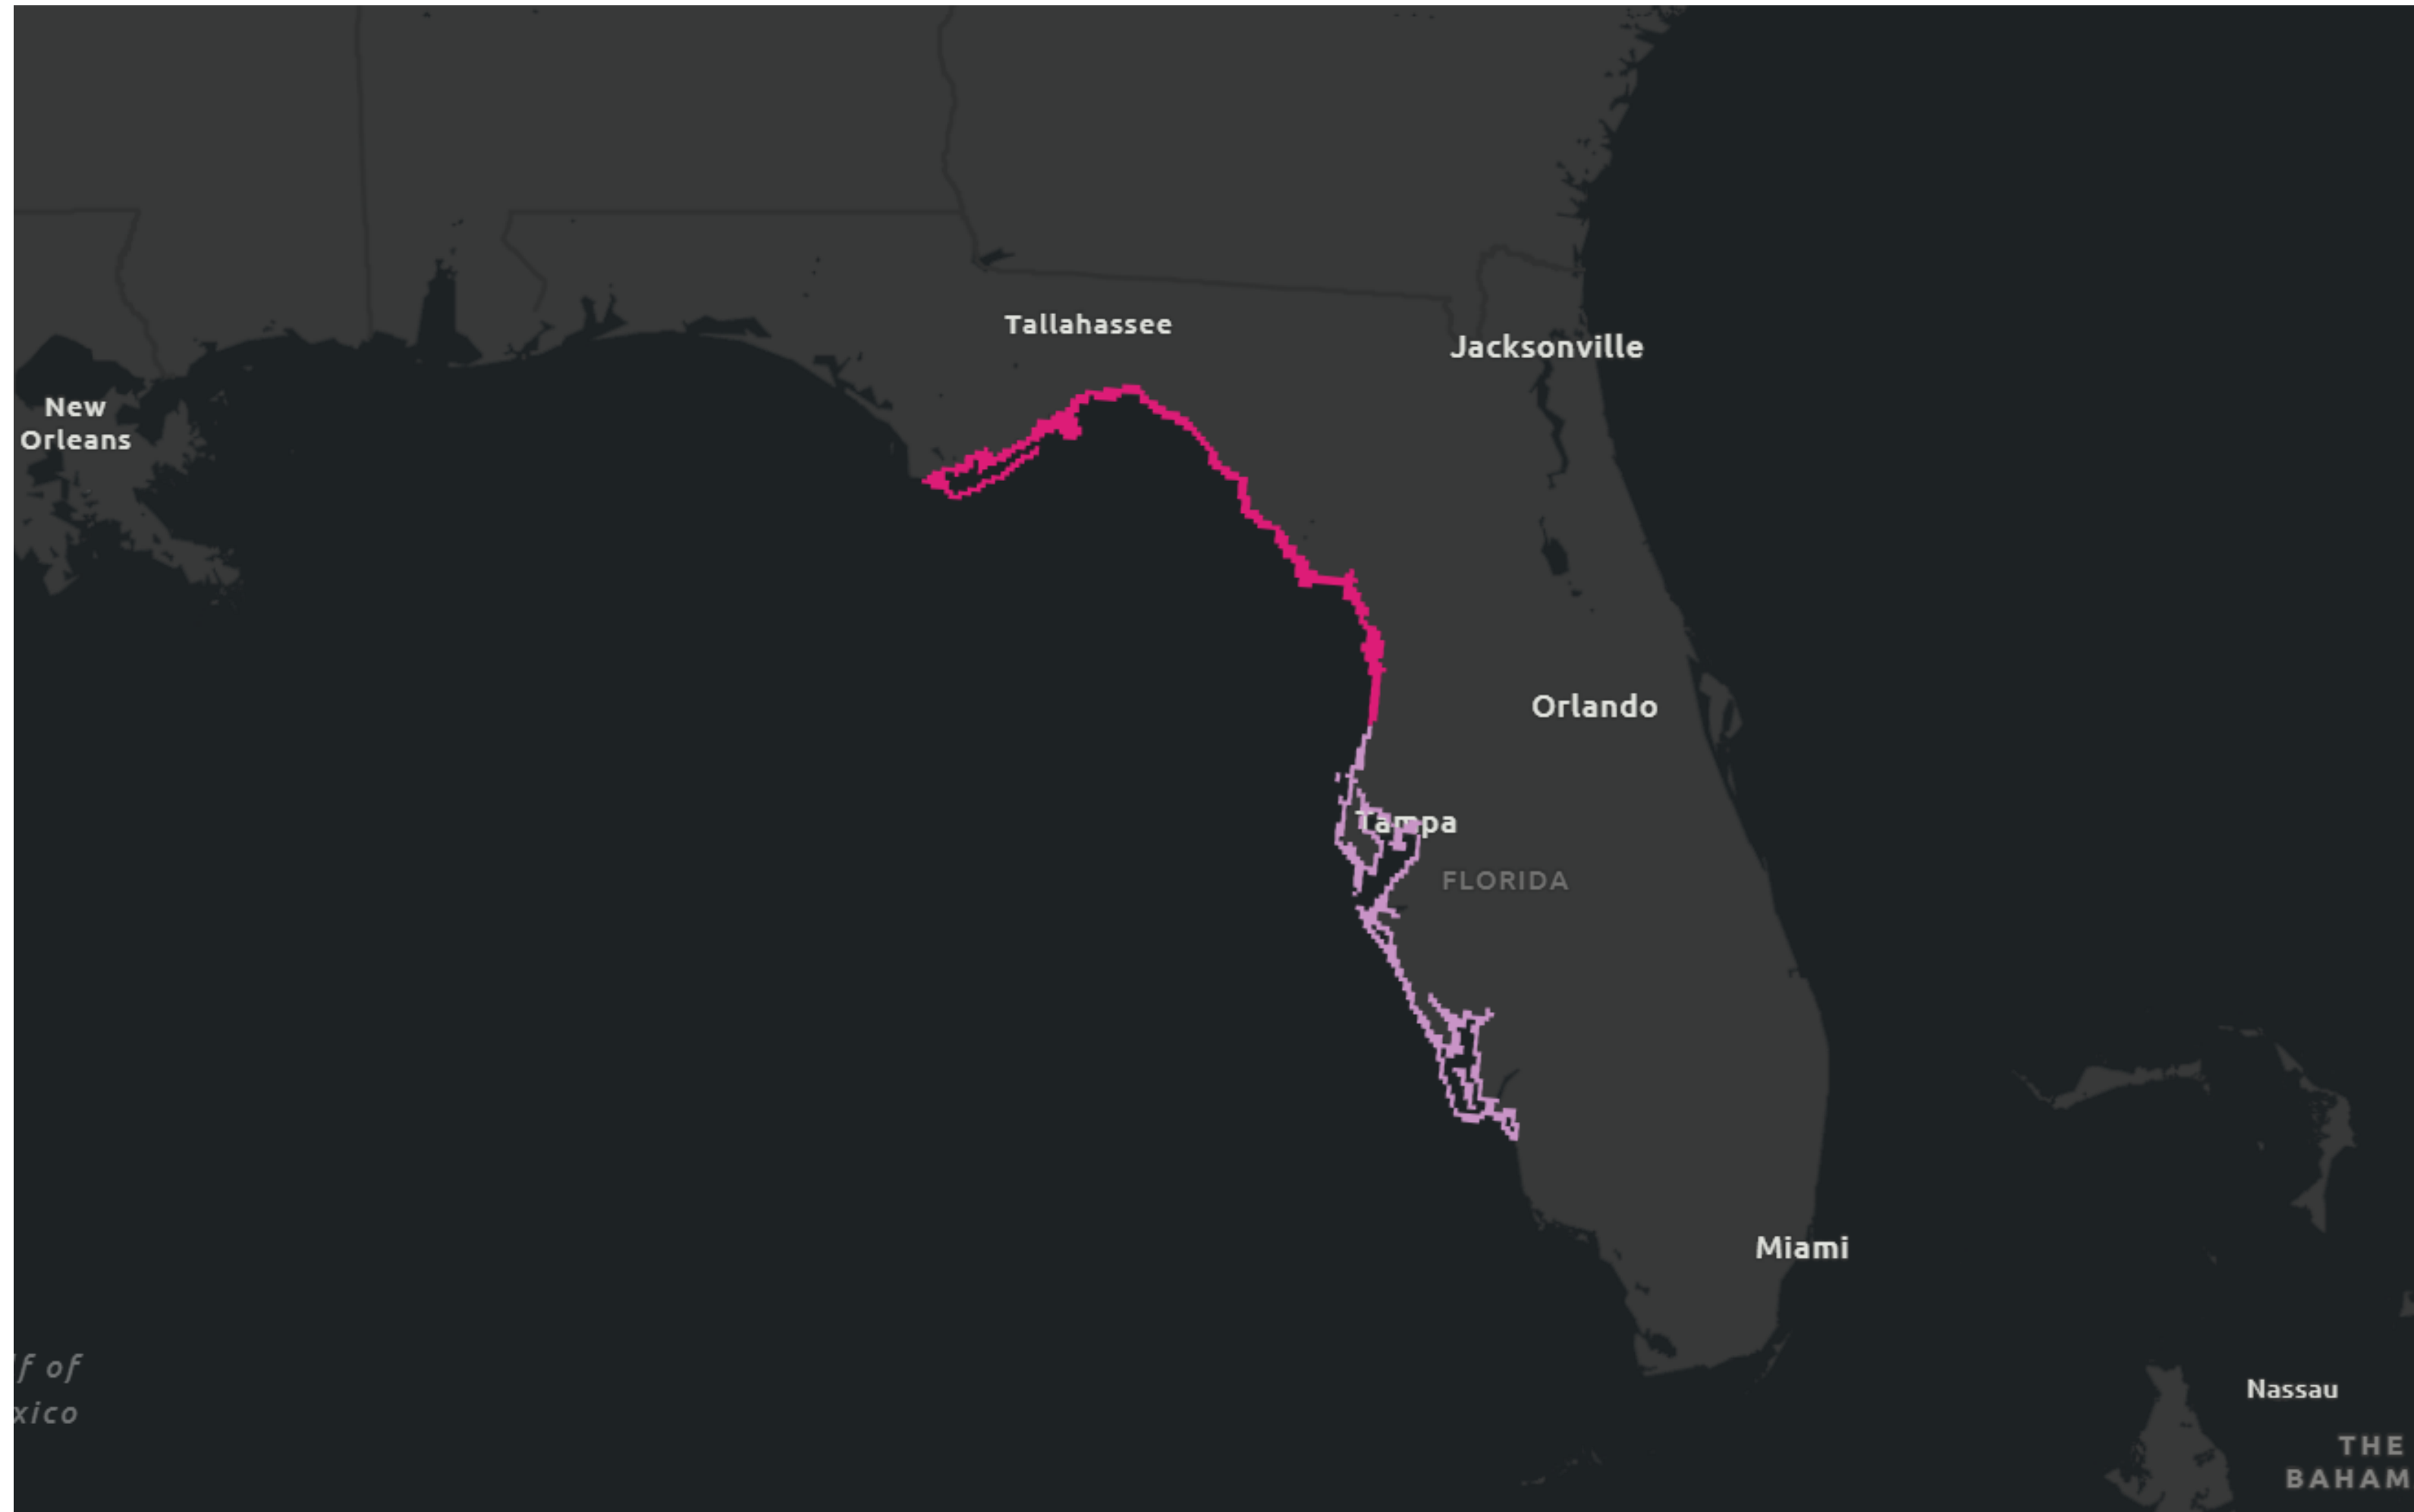 Tallahassee
Jacksonville
New
Orleans
Orlando
Tampa
FLORIDA
Miami
f of
xico
Nassau
THE
BAHAM